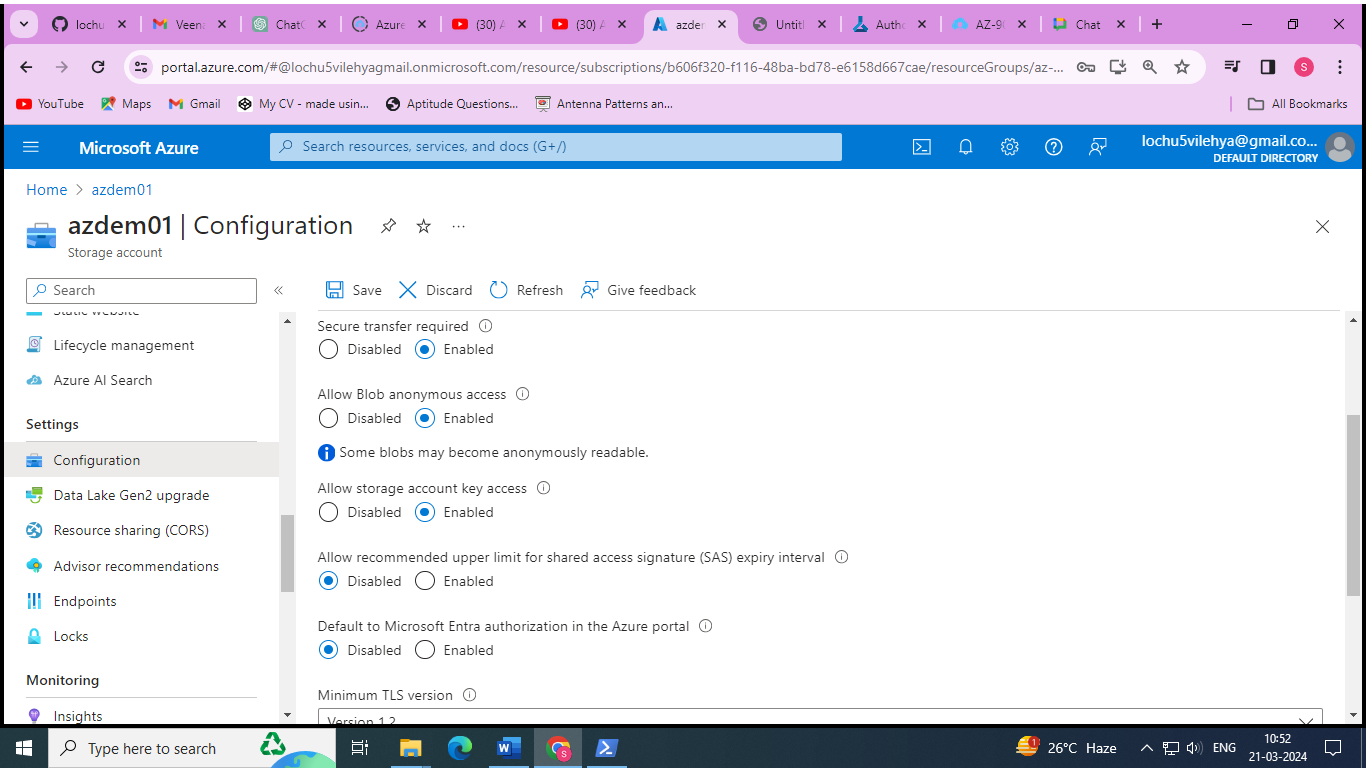 lochu
Veena
ChatG
Azure
(30) A
(30) A
azder
Untitl
Autho
AZ-90
Chat
portal.azure.com/#@lochu5vilehyagmail.onmicrosoft.com/resource/subscriptions/b606f320-f116-48ba-bd78-e6158d667cae/resourceGroups/az-...
S
YouTube
Maps
Gmail
My CV - made usin...
Aptitude Questions...
Antenna Patterns an...
All Bookmarks
Microsoft Azure
Search resources, services, and docs (G+/)
lochu5vilehya@gmail.co...
DEFAULT DIRECTORY
Home > azdem01
azdem01 | Configuration
Storage account
Search
Save
Discard
Refresh
Give feedback
Static website
Lifecycle management
Azure AI Search
Settings
Configuration
Data Lake Gen2 upgrade
Resource sharing (CORS)
Advisor recommendations
Endpoints
Locks
Monitoring
Insights
Secure transfer required
Disabled Enabled
Allow Blob anonymous access
Disabled Enabled
Some blobs may become anonymously readable.
Allow storage account key access
Disabled Enabled
Allow recommended upper limit for shared access signature (SAS) expiry interval
Disabled Enabled
Default to Microsoft Entra authorization in the Azure portal
Disabled Enabled
Minimum TLS version
Version 1.2
Type here to search
1
26°C Haze
ENG
10:52
21-03-2024